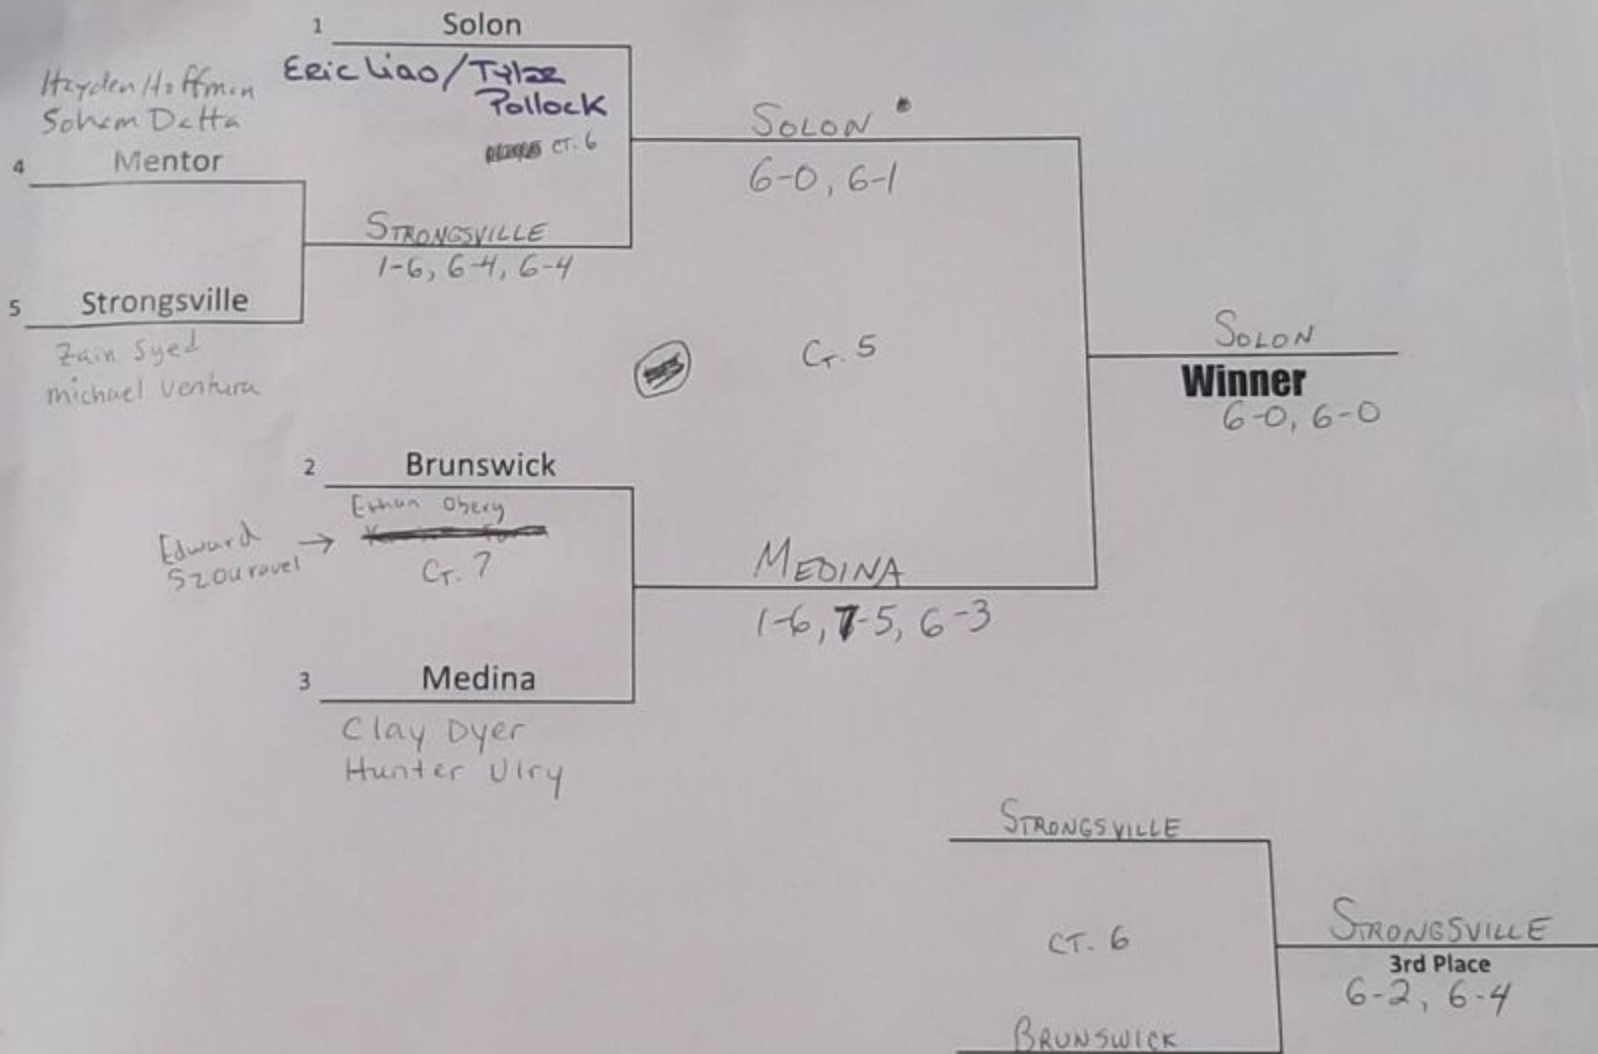 1 Solon
Eric Liao/Tyler
Pollock
CT. 6
Hayden Hoffman
Sohem Datta
4 Mentor
STRONGSVILLE
1-6, 6-4, 6-4
5 Strongsville
Zain Syed
michael Ventura
SOLON
6-0, 6-1
CT. 5
SOLON
Winner
6-0, 6-0
2 Brunswick
Ethan Obery
Edward →
Szouravel
CT. 7
MEDINA
1-6, 7-5, 6-3
3 Medina
Clay Dyer
Hunter Ulry
STRONGSVILLE
CT. 6
STRONGSVILLE
3rd Place
6-2, 6-4
BRUNSWICK